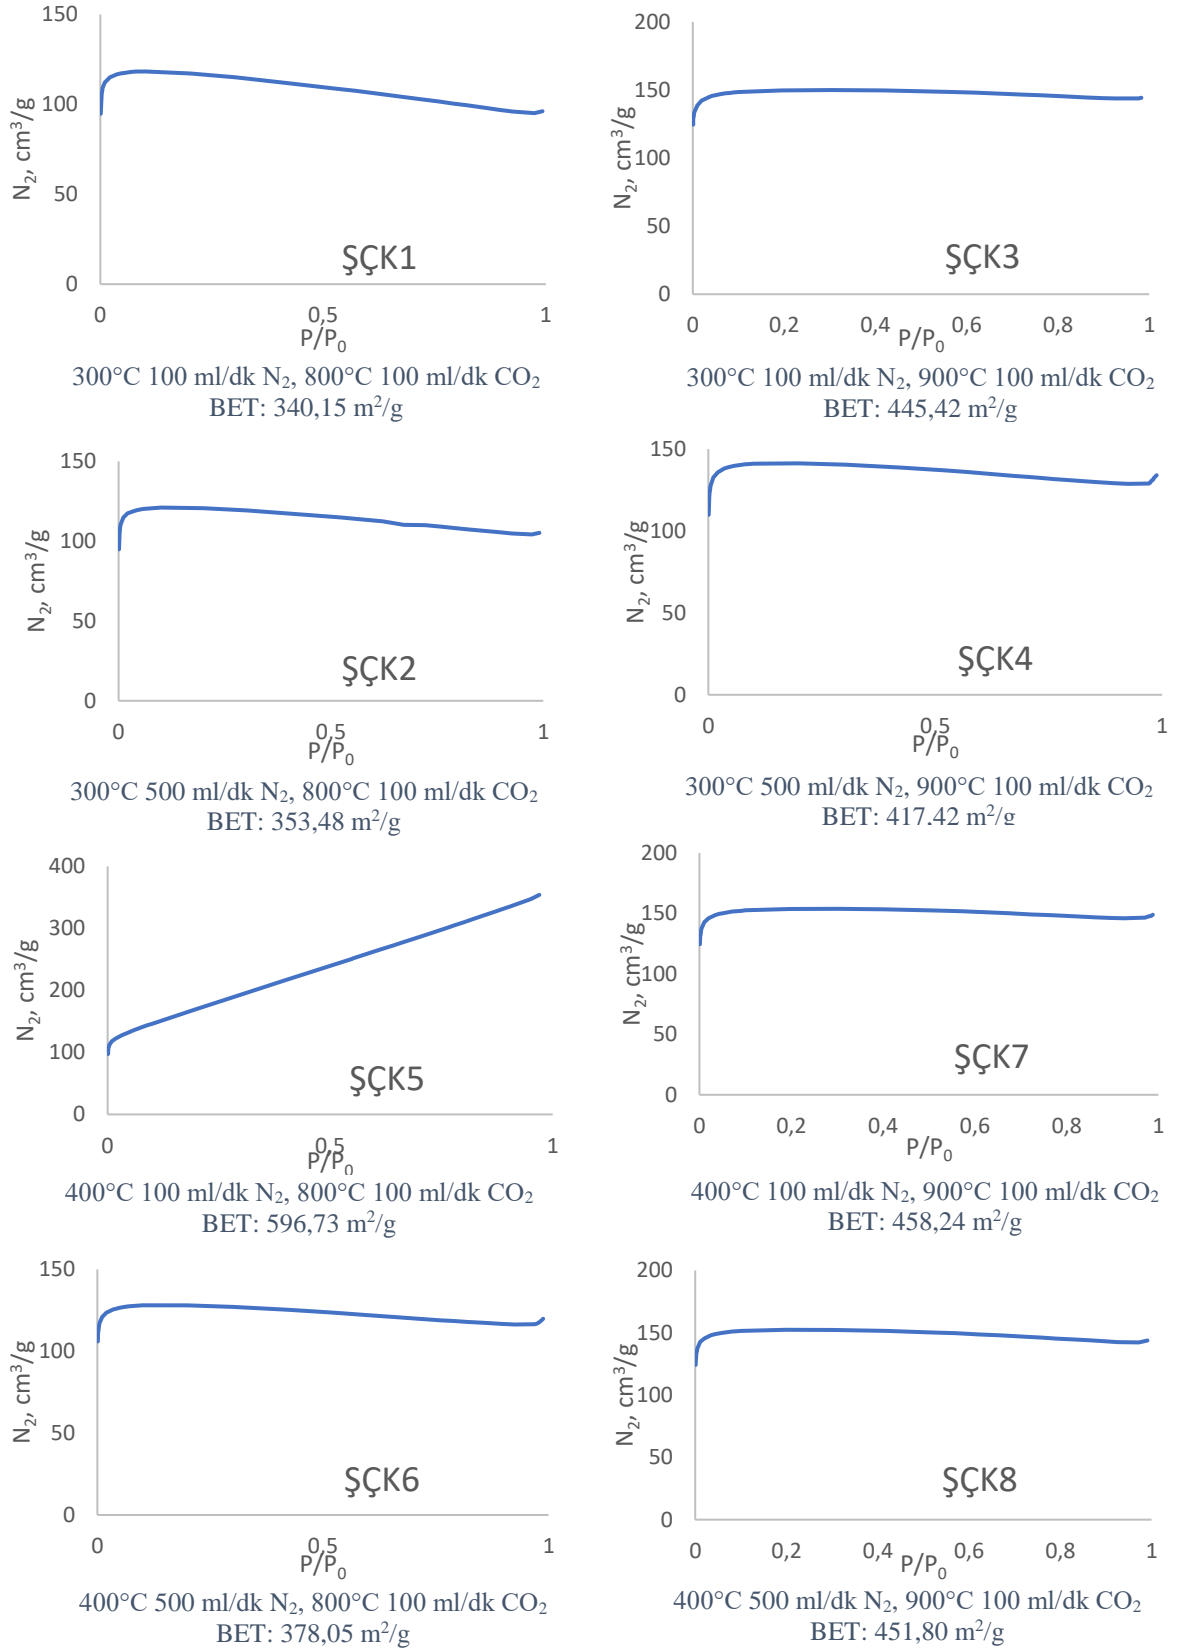 150
100
50
0
N₂, cm³/g
ŞÇK1
0 0,5 1
P/P₀
300°C 100 ml/dk N₂, 800°C 100 ml/dk CO₂
BET: 340,15 m²/g
200
150
100
50
0
N₂, cm³/g
ŞÇK3
0 0,2 0,4 0,6 0,8 1
P/P₀
300°C 100 ml/dk N₂, 900°C 100 ml/dk CO₂
BET: 445,42 m²/g
150
100
50
0
N₂, cm³/g
ŞÇK2
0 0,5 1
P/P₀
300°C 500 ml/dk N₂, 800°C 100 ml/dk CO₂
BET: 353,48 m²/g
150
100
50
0
N₂, cm³/g
ŞÇK4
0 0,5 1
P/P₀
300°C 500 ml/dk N₂, 900°C 100 ml/dk CO₂
BET: 417,42 m²/g
400
300
200
100
0
N₂, cm³/g
ŞÇK5
0 0,5 1
P/P₀
400°C 100 ml/dk N₂, 800°C 100 ml/dk CO₂
BET: 596,73 m²/g
200
150
100
50
0
N₂, cm³/g
ŞÇK7
0 0,2 0,4 0,6 0,8 1
P/P₀
400°C 100 ml/dk N₂, 900°C 100 ml/dk CO₂
BET: 458,24 m²/g
150
100
50
0
N₂, cm³/g
ŞÇK6
0 0,5 1
P/P₀
400°C 500 ml/dk N₂, 800°C 100 ml/dk CO₂
BET: 378,05 m²/g
200
150
100
50
0
N₂, cm³/g
ŞÇK8
0 0,2 0,4 0,6 0,8 1
P/P₀
400°C 500 ml/dk N₂, 900°C 100 ml/dk CO₂
BET: 451,80 m²/g